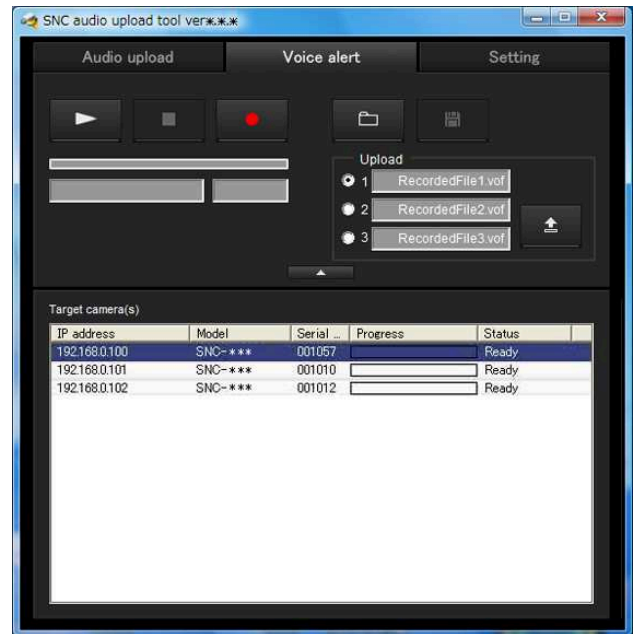 SNC audio upload tool ver*.*.*
Audio upload Voice alert Setting
Upload
1 RecordedFile1.vof
2 RecordedFile2.vof
3 RecordedFile3.vof
Target camera(s)
IP address Model Serial ... Progress Status
192.168.0.100 SNC-*** 001057 Ready
192.168.0.101 SNC-*** 001010 Ready
192.168.0.102 SNC-*** 001012 Ready